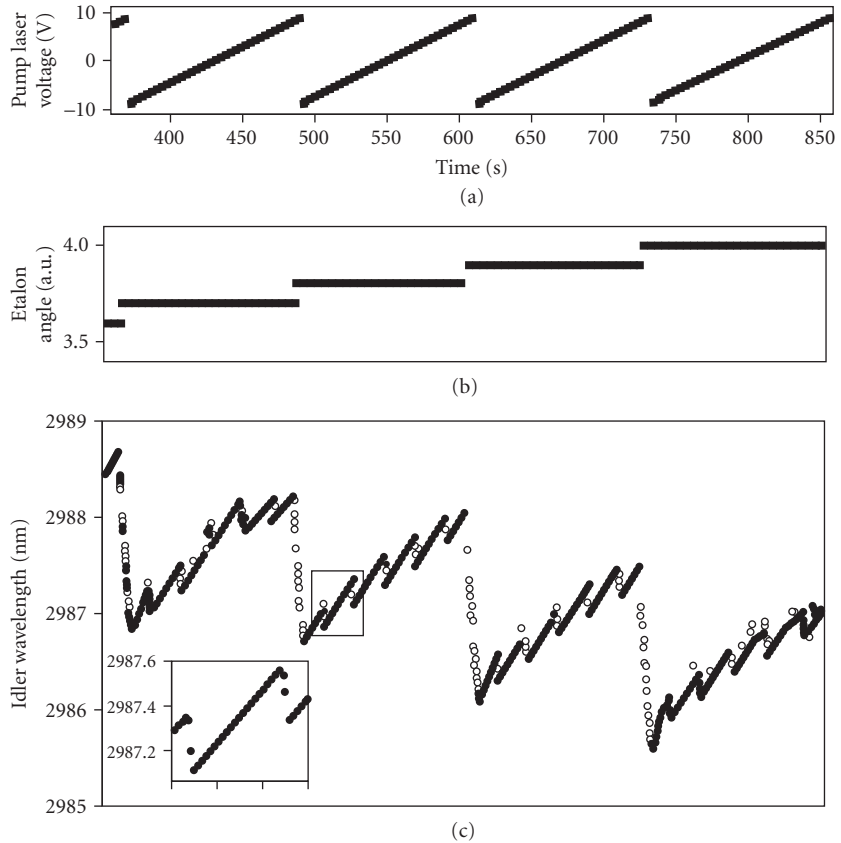 Pump laser
voltage (V)
10
0
−10
400 450 500 550 600 650 700 750 800 850
Time (s)
(a)
Etalon
angle (a.u.)
4.0
3.5
(b)
Idler wavelength (nm)
2989
2988
2987
2986
2985
2987.6
2987.4
2987.2
(c)